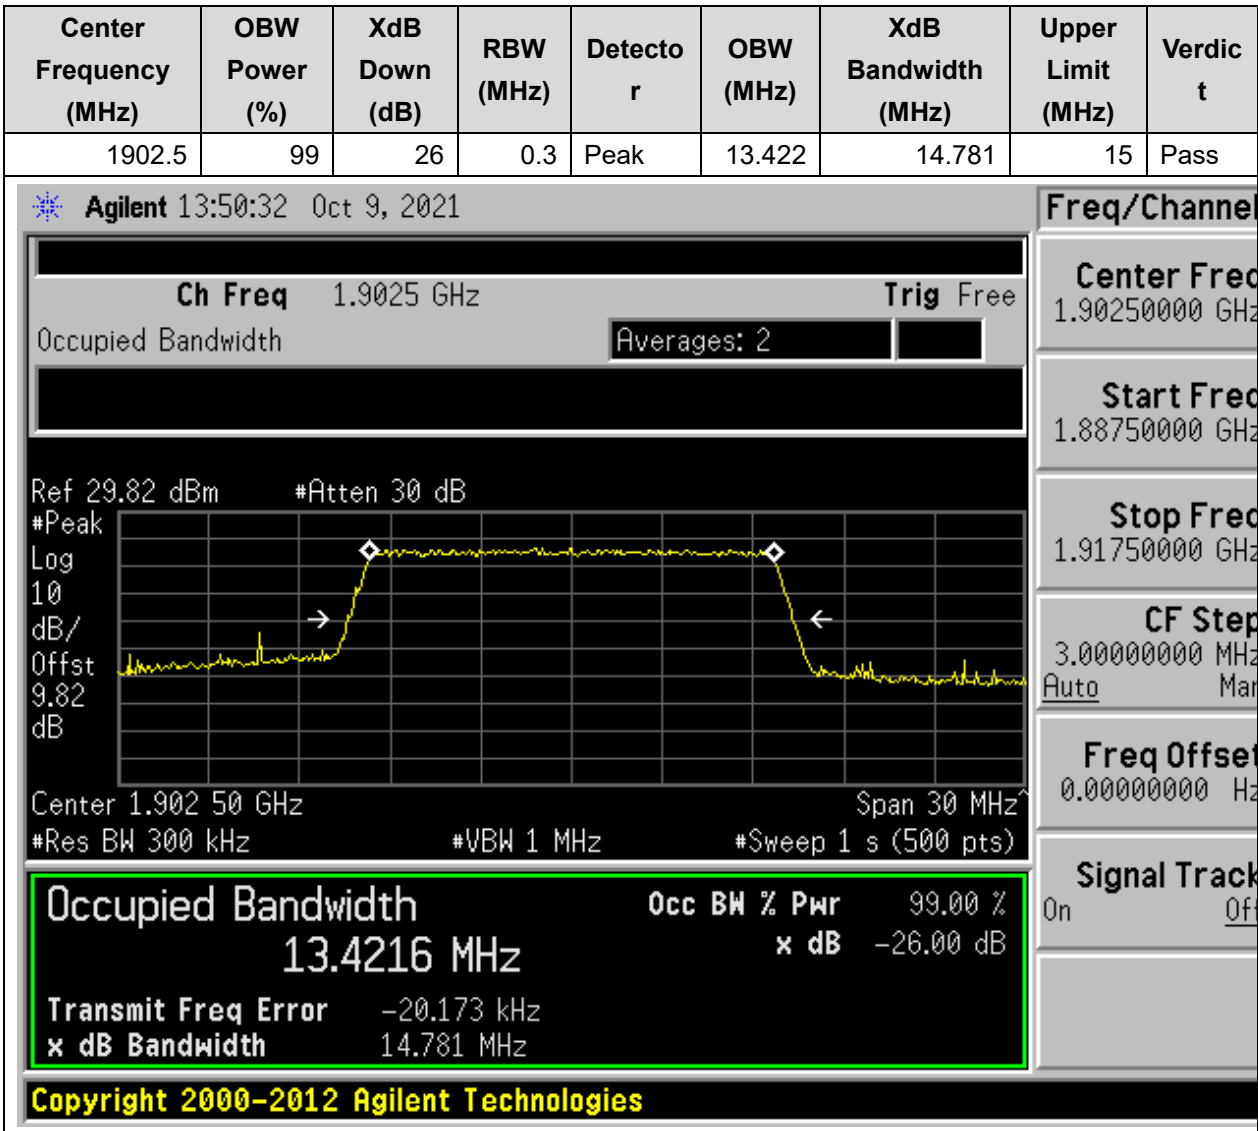 Center Frequency (MHz) OBW Power (%) XdB Down (dB) RBW (MHz) Detecto r OBW (MHz) XdB Bandwidth (MHz) Upper Limit (MHz) Verdic t
1902.5 99 26 0.3 Peak 13.422 14.781 15 Pass
Agilent 13:50:32 Oct 9, 2021 Freq/Channel
Ch Freq 1.9025 GHz Trig Free
Occupied Bandwidth Averages: 2
Center Freq
1.90250000 GHz
Start Freq
1.88750000 GHz
Stop Freq
1.91750000 GHz
CF Step
3.00000000 MHz
Auto Man
Freq Offset
0.00000000 Hz
Signal Track
On Off
Ref 29.82 dBm #Atten 30 dB
#Peak
Log
10
dB/
Offst
9.82
dB
Center 1.902 50 GHz Span 30 MHz^
#Res BW 300 kHz #VBW 1 MHz #Sweep 1 s (500 pts)
Occupied Bandwidth Occ BW % Pwr 99.00 %
13.4216 MHz x dB -26.00 dB
Transmit Freq Error -20.173 kHz
x dB Bandwidth 14.781 MHz
Copyright 2000-2012 Agilent Technologies